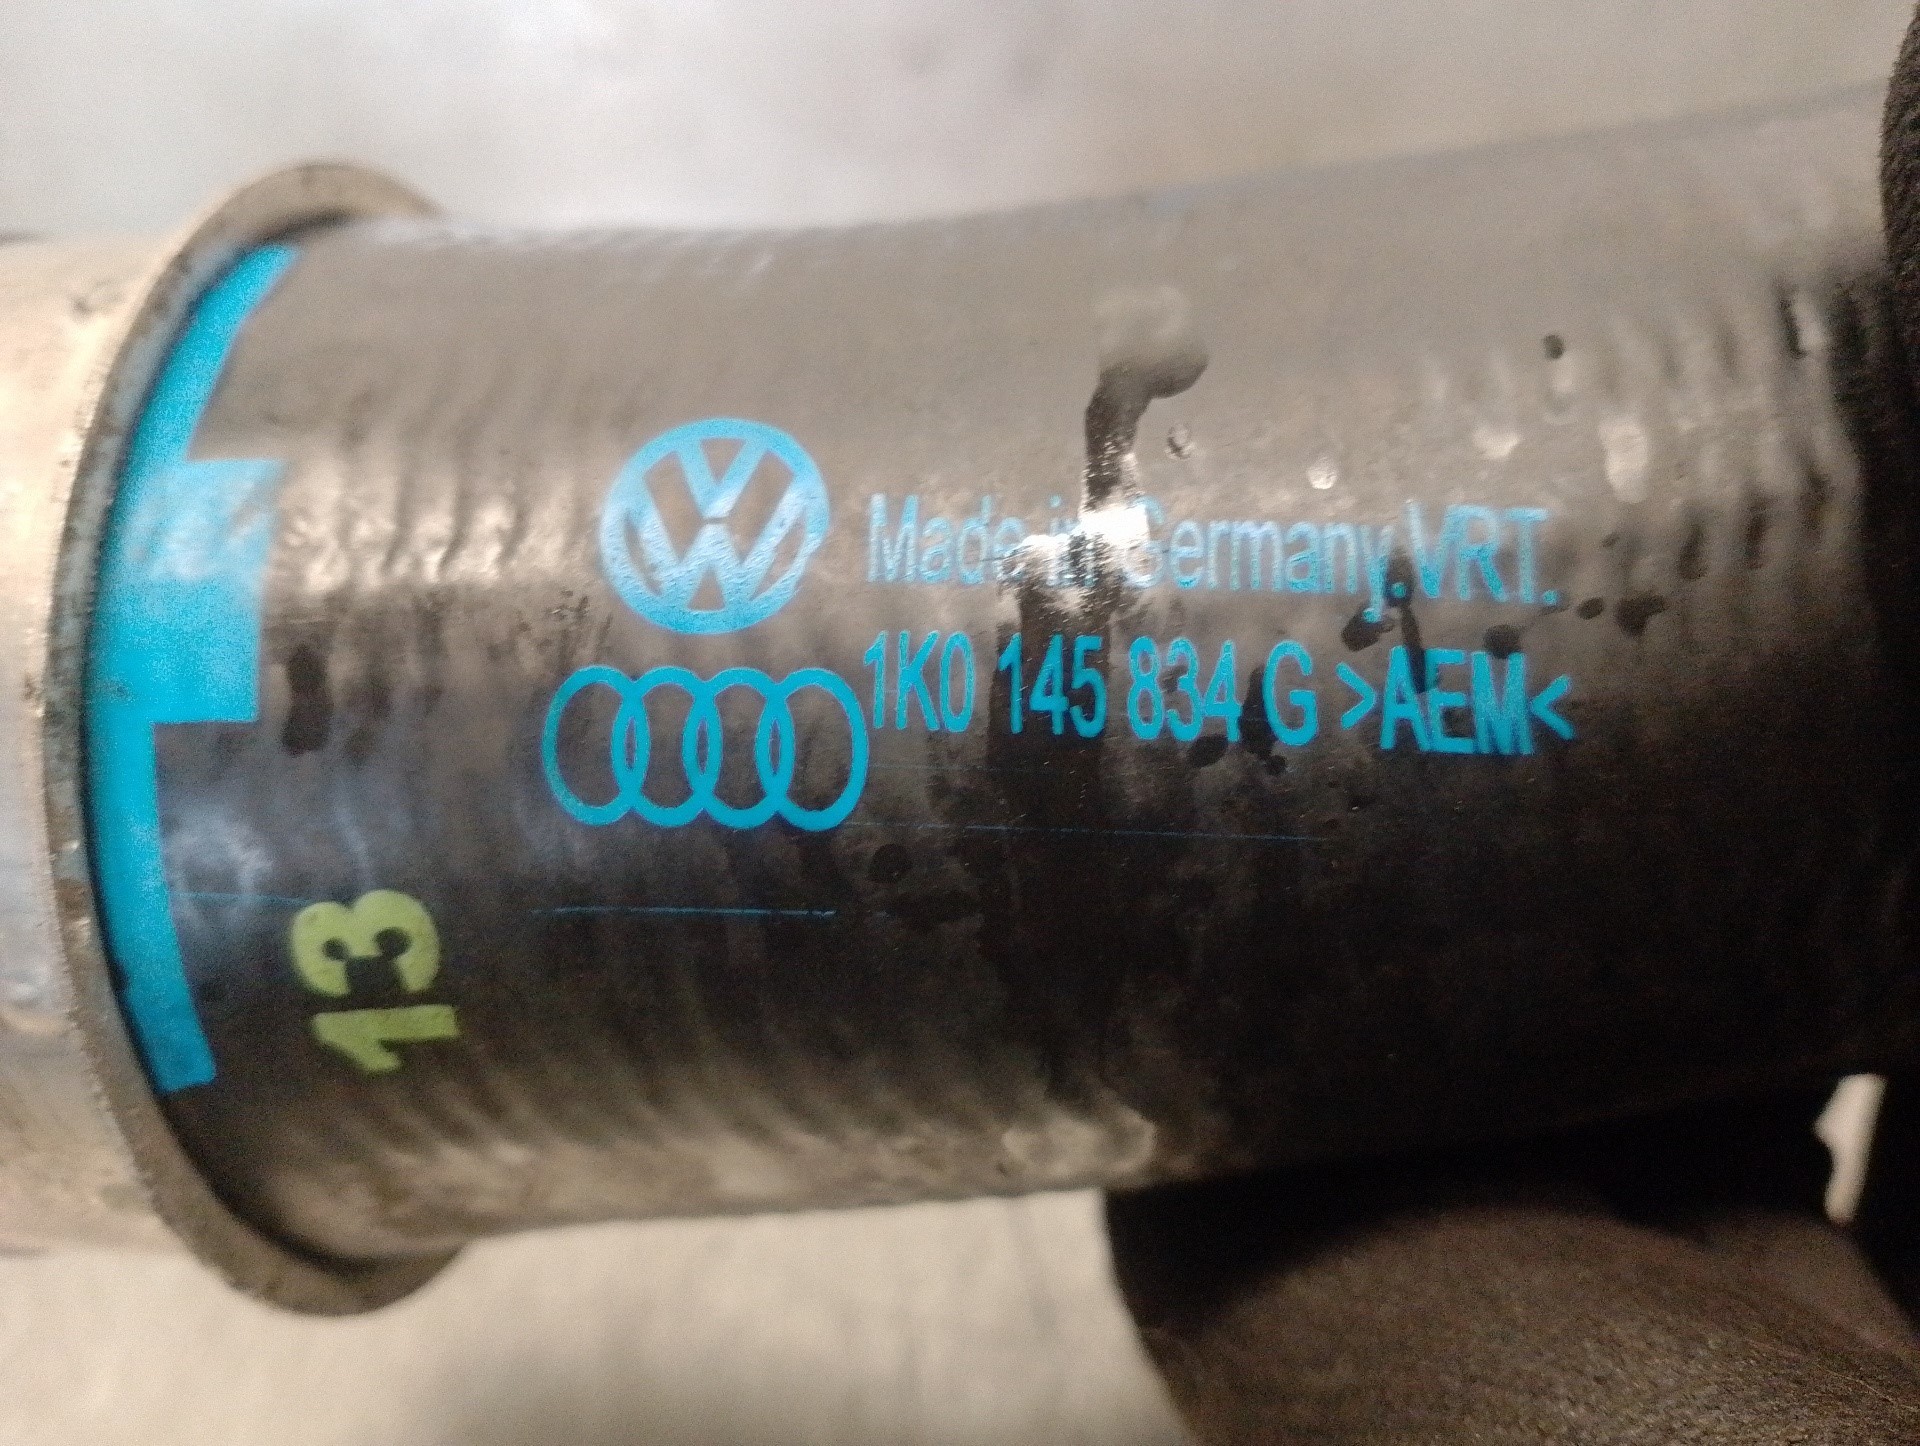 Made in Germany.VRT.
1K0 145 834 G >AEM<
13